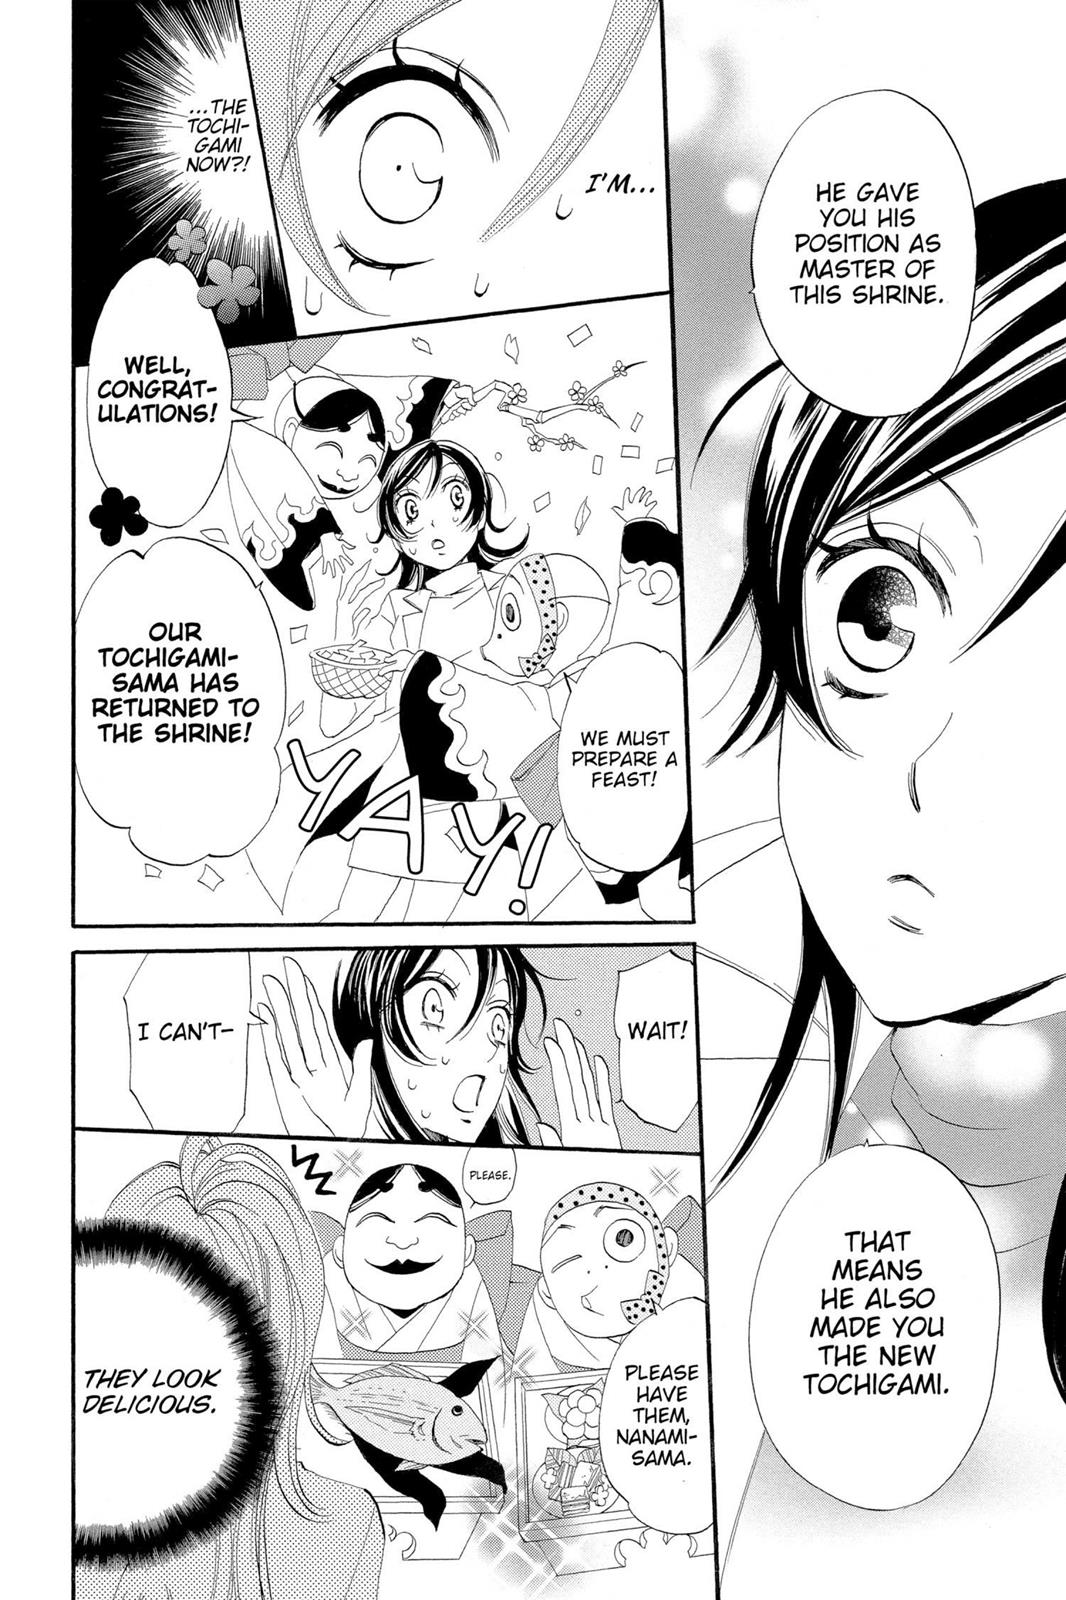 HE GAVE
YOU HIS
POSITION AS
MASTER OF
THIS SHRINE.
THAT
MEANS
HE ALSO
MADE YOU
THE NEW
TOCHIGAMI.
I'M...
...THE
TOCHI-
GAMI
NOW?!
WELL,
CONGRAT-
ULATIONS!
OUR
TOCHIGAMI-
SAMA HAS
RETURNED TO
THE SHRINE!
WE MUST
PREPARE A
FEAST!
YAY!
WAIT!
I CAN'T-
PLEASE.
PLEASE
HAVE
THEM,
NANAMI-
SAMA.
THEY LOOK
DELICIOUS.